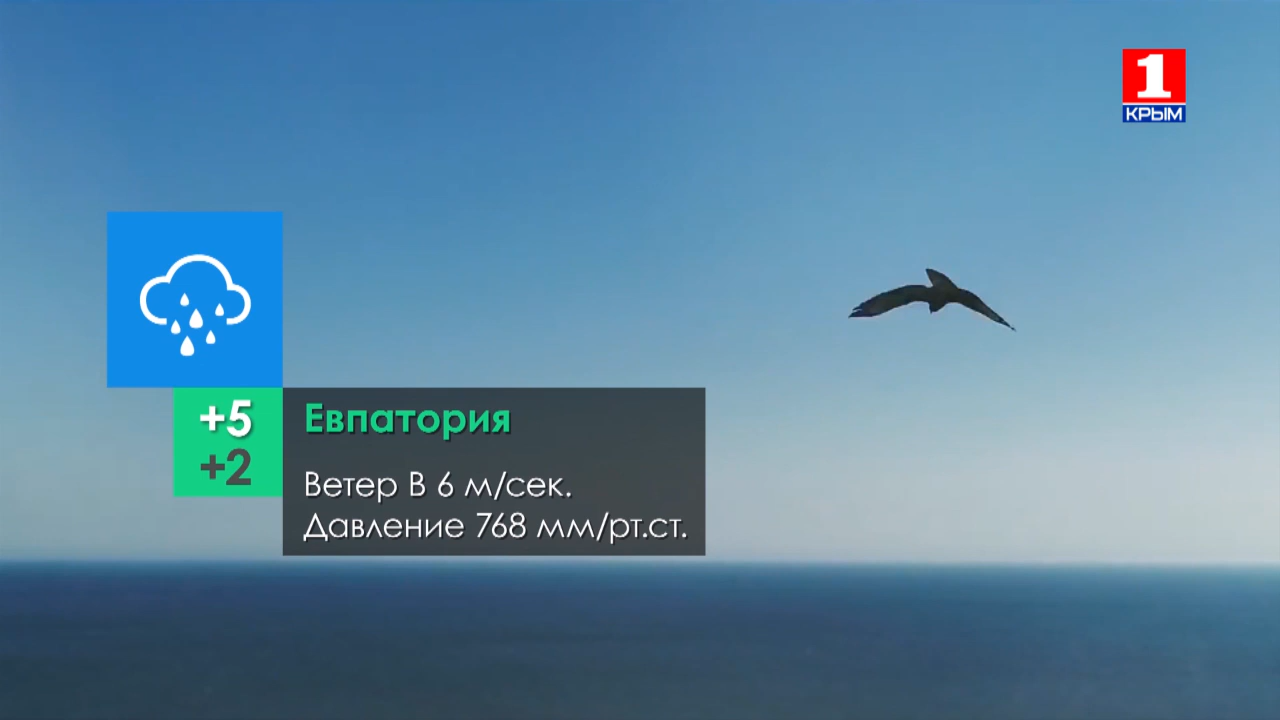 1
КРЫМ
+5
+2
Евпатория
Ветер В 6 м/сек.
Давление 768 мм/рт.ст.